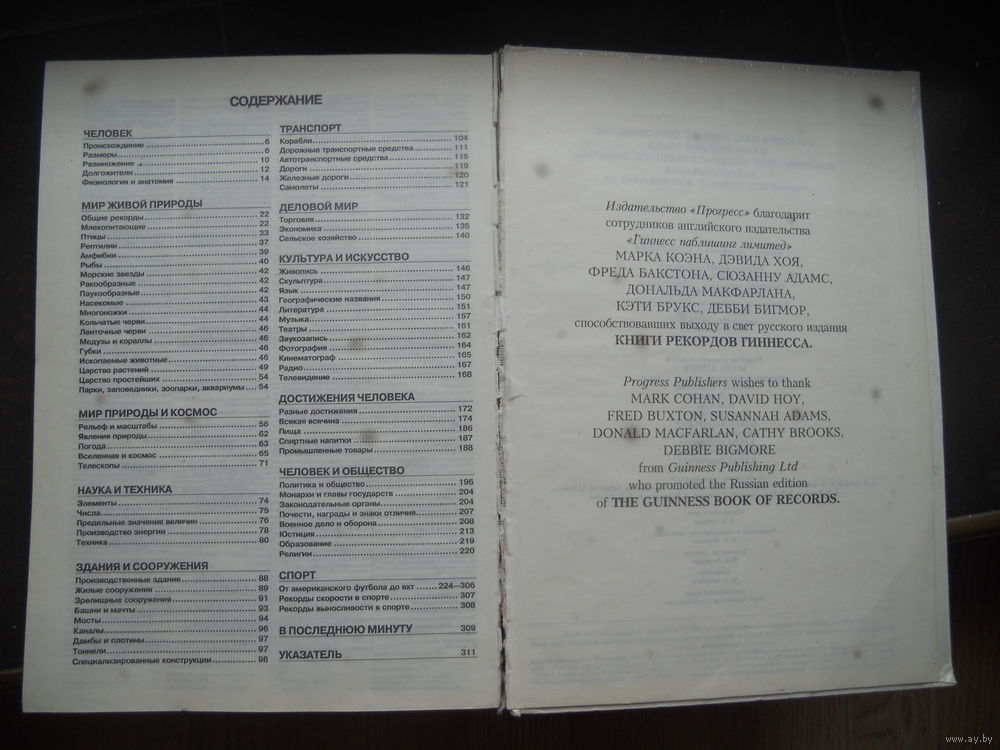 СОДЕРЖАНИЕ
ЧЕЛОВЕК
Происхождение 6
Размеры 6
Размножение 10
Долгожители 12
Физиология и анатомия 14
МИР ЖИВОЙ ПРИРОДЫ
Общие рекорды 22
Млекопитающие 22
Птицы 33
Рептилии 37
Амфибии 39
Рыбы 40
Морские звезды 42
Ракообразные 42
Паукообразные 42
Насекомые 43
Многоножки 44
Кольчатые черви 44
Ленточные черви 46
Медузы и кораллы 46
Губки 46
Ископаемые животные 46
Царство растений 49
Царство простейших 54
Парки, заповедники, зоопарки, аквариумы 54
МИР ПРИРОДЫ И КОСМОС
Рельеф и масштабы 56
Явления природы 62
Погода 63
Вселенная и космос 65
Телескопы 71
НАУКА И ТЕХНИКА
Элементы 74
Числа 75
Предельные значения величин 76
Производство энергии 78
Техника 80
ЗДАНИЯ И СООРУЖЕНИЯ
Производственные здания 88
Жилые сооружения 89
Зрелищные сооружения 91
Башни и мачты 93
Мосты 94
Каналы 96
Дамбы и плотины 97
Тоннели 97
Специализированные конструкции 98
ТРАНСПОРТ
Корабли 104
Дорожные транспортные средства 111
Автотранспортные средства 115
Дороги 119
Железные дороги 120
Самолеты 121
ДЕЛОВОЙ МИР
Торговля 132
Экономика 135
Сельское хозяйство 140
КУЛЬТУРА И ИСКУССТВО
Живопись 146
Скульптура 147
Язык 147
Географические названия 150
Литература 151
Музыка 157
Театры 161
Звукозапись 162
Фотография 164
Кинематограф 165
Радио 167
Телевидение 168
ДОСТИЖЕНИЯ ЧЕЛОВЕКА
Разные достижения 172
Всякая всячина 174
Пища 186
Спиртные напитки 187
Промышленные товары 188
ЧЕЛОВЕК И ОБЩЕСТВО
Политика и общество 196
Монархи и главы государств 204
Законодательные органы 204
Почести, награды и знаки отличия 207
Военное дело и оборона 208
Юстиция 213
Образование 219
Религии 220
СПОРТ
От американского футбола до яхт 224—306
Рекорды скорости в спорте 307
Рекорды выносливости в спорте 308
В ПОСЛЕДНЮЮ МИНУТУ 309
УКАЗАТЕЛЬ 311
Издательство «Прогресс» благодарит
сотрудников английского издательства
«Гиннесс паблишинг лимитед»
МАРКА КОЭНА, ДЭВИДА ХОЯ,
ФРЕДА БАКСТОНА, СЮЗАННУ АДАМС,
ДОНАЛЬДА МАКФАРЛАНА,
КЭТИ БРУКС, ДЕББИ БИГМОР,
способствовавших выходу в свет русского издания
КНИГИ РЕКОРДОВ ГИННЕССА.
Progress Publishers wishes to thank
MARK COHAN, DAVID HOY,
FRED BUXTON, SUSANNAH ADAMS,
DONALD MACFARLAN, CATHY BROOKS,
DEBBIE BIGMORE
from Guinness Publishing Ltd
who promoted the Russian edition
of THE GUINNESS BOOK OF RECORDS.
www.ay.by